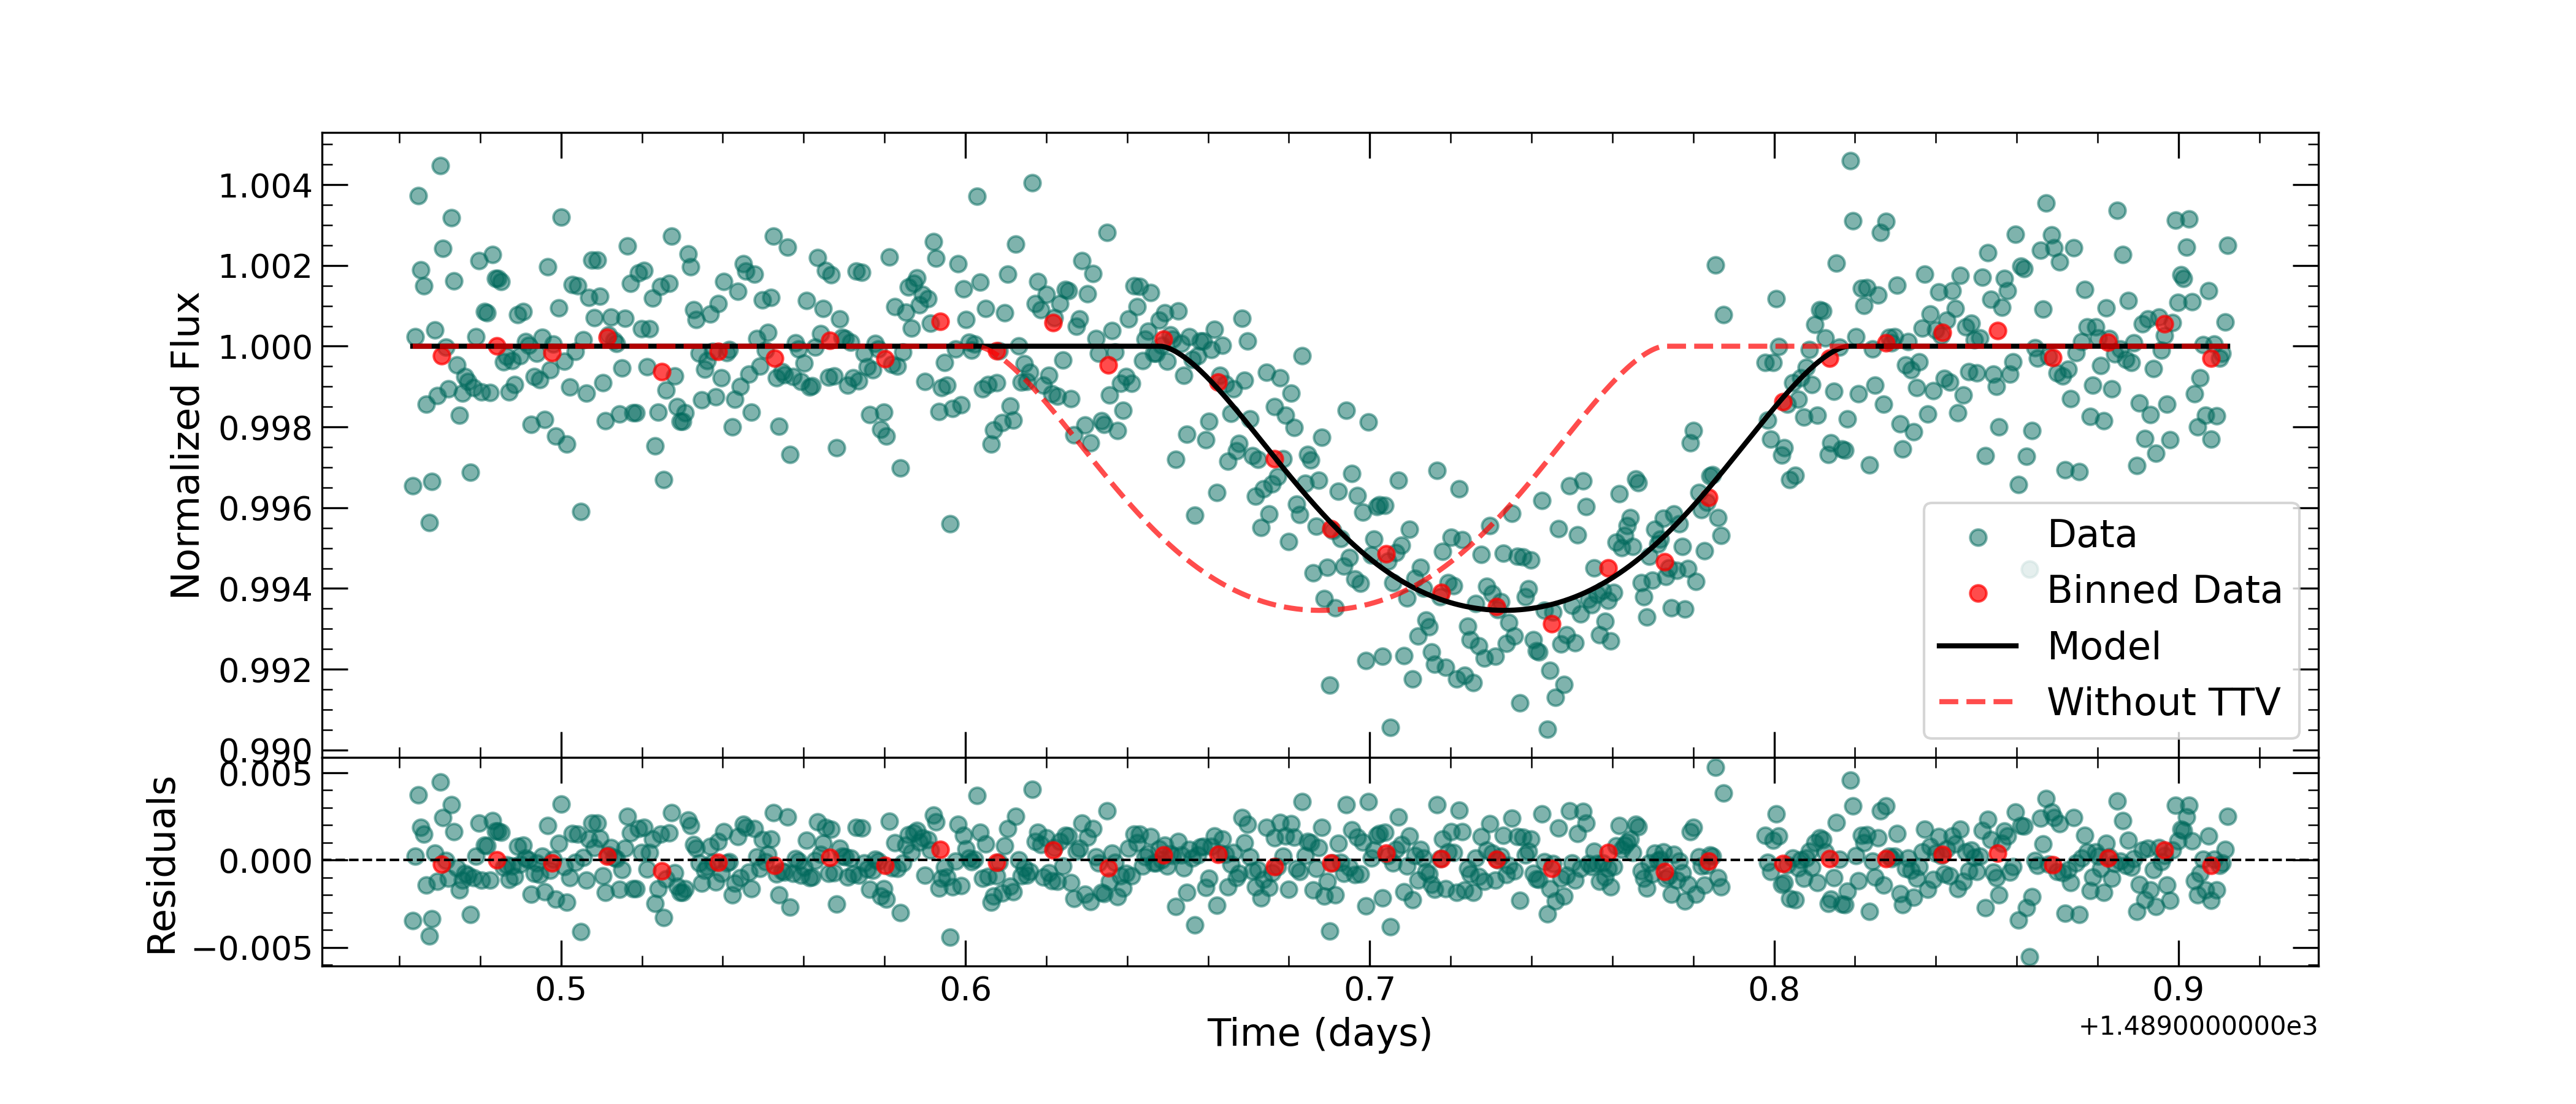 Normalized Flux
1.004
1.002
1.000
0.998
0.996
0.994
0.992
0.990
Data
Binned Data
Model
Without TTV
Residuals
0.005
0.000
−0.005
0.5 0.6 0.7 0.8 0.9
Time (days)
+1.4890000000e3